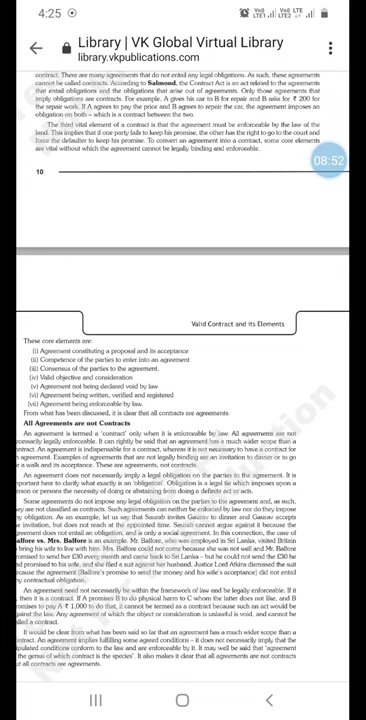 4:25
Vo) LTE1 Vo) LTE LTE2
Library | VK Global Virtual Library
library.vkpublications.com
contract. There are many agreements that do not entail any legal obligations. As such, these agreements
cannot be called contracts. According to Salmond, the Contract Act is an act related to the agreements
that entail obligations and the obligations that arise out of agreements. Only those agreements that
imply obligations are contracts. For example, A gives his car to B for repair and B asks for ₹ 200 for
the repair work. If A agrees to pay the price and B agrees to repair the car, the agreement imposes an
obligation on both – which is a contract between the two.
The third vital element of a contract is that the agreement must be enforceable by the law of the
land. This implies that if one party fails to keep his promise, the other has the right to go to the court and
force the defaulter to keep his promise. To convert an agreement into a contract, some core elements
are vital without which the agreement cannot be legally binding and enforceable.
08:52
10
Valid Contract and its Elements
These core elements are:
(i) Agreement constituting a proposal and its acceptance
(ii) Competence of the parties to enter into an agreement
(iii) Consensus of the parties to the agreement.
(iv) Valid objective and consideration
(v) Agreement not being declared void by law
(vi) Agreement being written, verified and registered
(vii) Agreement being enforceable by law.
From what has been discussed, it is clear that all contracts are agreements.
All Agreements are not Contracts
An agreement is termed a 'contract' only when it is enforceable by law. All agreements are not
ecessarily legally enforceable. It can rightly be said that an agreement has a much wider scope than a
ontract. An agreement is indispensable for a contract, whereas it is not necessary to have a contract for
n agreement. Examples of agreements that are not legally binding are an invitation to dinner or to go
or a walk and its acceptance. These are agreements, not contracts.
An agreement does not necessarily imply a legal obligation on the parties to the agreement. It is
portant here to clarify what exactly is an 'obligation'. Obligation is a legal tie which imposes upon a
erson or persons the necessity of doing or abstaining from doing a definite act or acts.
Some agreements do not impose any legal obligation on the parties to the agreement and, as such,
ey are not classified as contracts. Such agreements can neither be enforced by law nor do they impose
ny obligation. As an example, let us say that Saurab invites Gaurav to dinner and Gaurav accepts
e invitation, but does not reach at the appointed time. Saurab cannot argue against it because the
greement does not entail an obligation, and is only a social agreement. In this connection, the case of
alfore vs. Mrs. Balfore is an example. Mr. Balfore, who was employed in Sri Lanka, visited Britain
bring his wife to live with him. Mrs. Balfore could not come because she was not well and Mr. Balfore
romised to send her £30 every month and came back to Sri Lanka – but he could not send the £30 he
ad promised to his wife, and she filed a suit against her husband. Justice Lord Atkins dismissed the suit
ecause the agreement (Balfore's promise to send the money and his wife's acceptance) did not entail
ny contractual obligation.
An agreement need not necessarily be within the framework of law and be legally enforceable. If it
, then it is a contract. If A promises B to do physical harm to C whom the latter does not like, and B
romises to pay A ₹ 1,000 to do that, it cannot be termed as a contract because such an act would be
gainst the law. Any agreement of which the object or consideration is unlawful is void, and cannot be
alled a contract.
It would be clear from what has been said so far that an agreement has a much wider scope than a
ontract. An agreement implies fulfilling some agreed conditions – it does not necessarily imply that the
ipulated conditions conform to the law and are enforceable by it. It may well be said that 'agreement
the genus of which contract is the species'. It also makes it clear that all agreements are not contracts
ut all contracts are agreements.